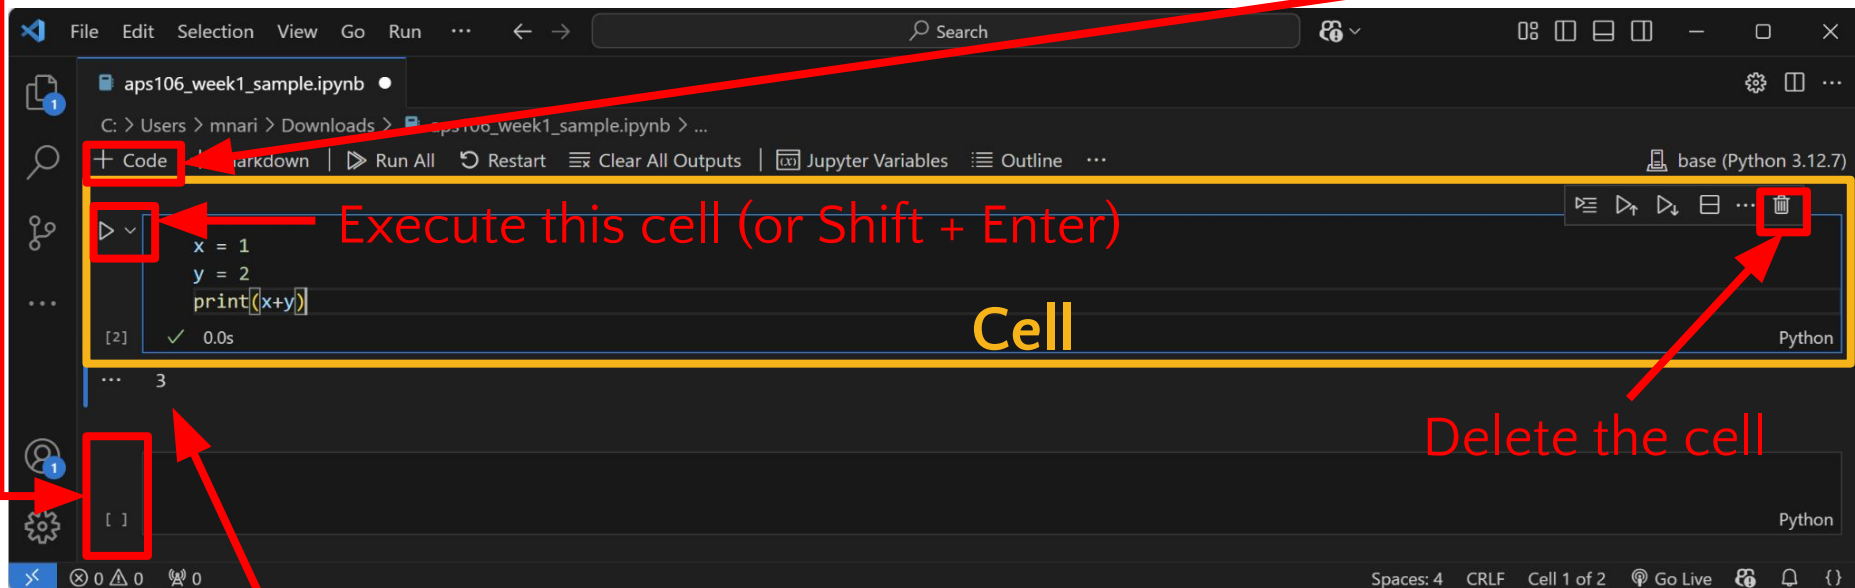 File Edit Selection View Go Run ··· Search
aps106_week1_sample.ipynb
1
C: > Users > mnari > Downloads > aps106_week1_sample.ipynb > ...
+ Code Markdown Run All Restart Clear All Outputs Jupyter Variables Outline ··· base (Python 3.12.7)
Execute this cell (or Shift + Enter)
x = 1
y = 2
print(x+y)
Cell
[2] 0.0s Python
··· 3
Delete the cell
1
[ ] Python
0 0 0 Spaces: 4 CRLF Cell 1 of 2 Go Live {}